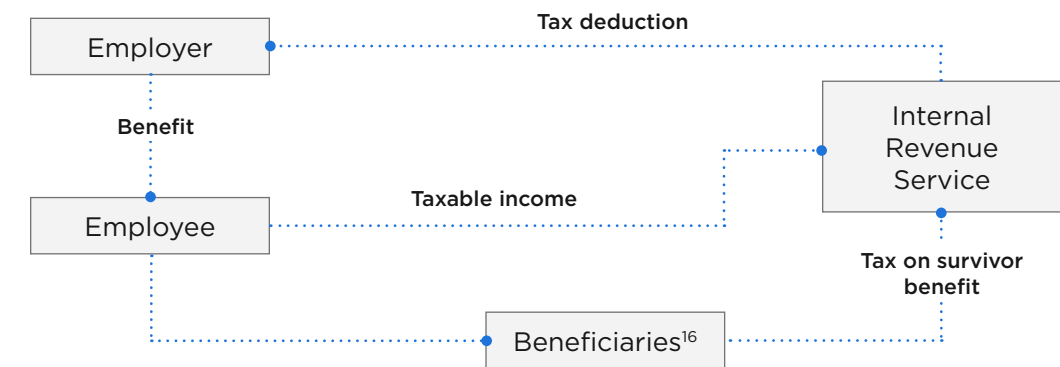 Tax deduction
Employer
Internal
Revenue
Service
Benefit
Taxable income
Employee
Tax on survivor
benefit
Beneficiaries¹⁶